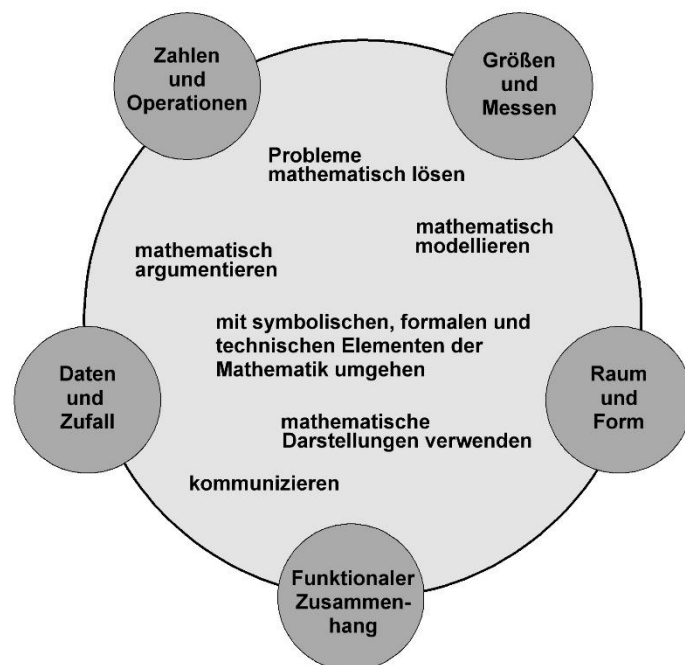 Zahlen
und
Operationen
Größen
und
Messen
Probleme
mathematisch lösen
mathematisch
modellieren
mathematisch
argumentieren
mit symbolischen, formalen und
technischen Elementen der
Mathematik umgehen
Daten
und
Zufall
Raum
und
Form
mathematische
Darstellungen verwenden
kommunizieren
Funktionaler
Zusammen-
hang